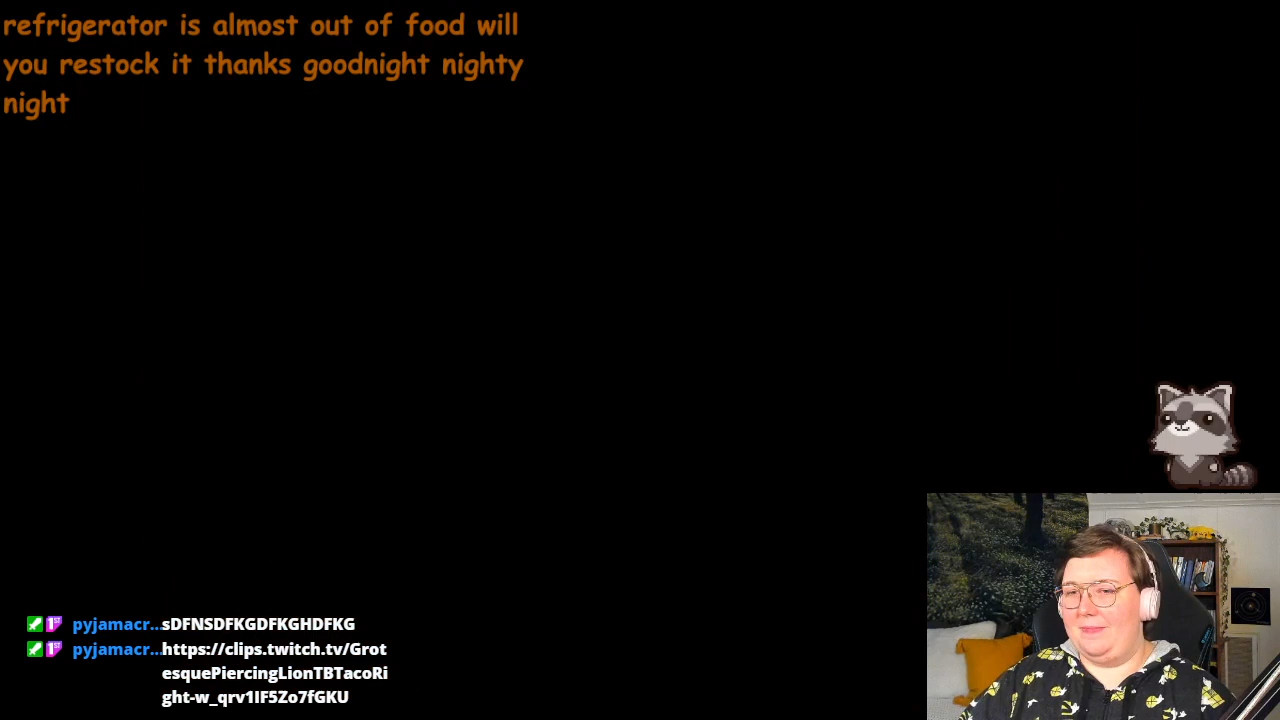 refrigerator is almost out of food will
you restock it thanks goodnight nighty
night
pyjamacr...sDFNSDFKGDFKGHDFKG
pyjamacr...https://clips.twitch.tv/Grot
esquePiercingLionTBTacoRi
ght-w_qrv1IF5Zo7fGKU